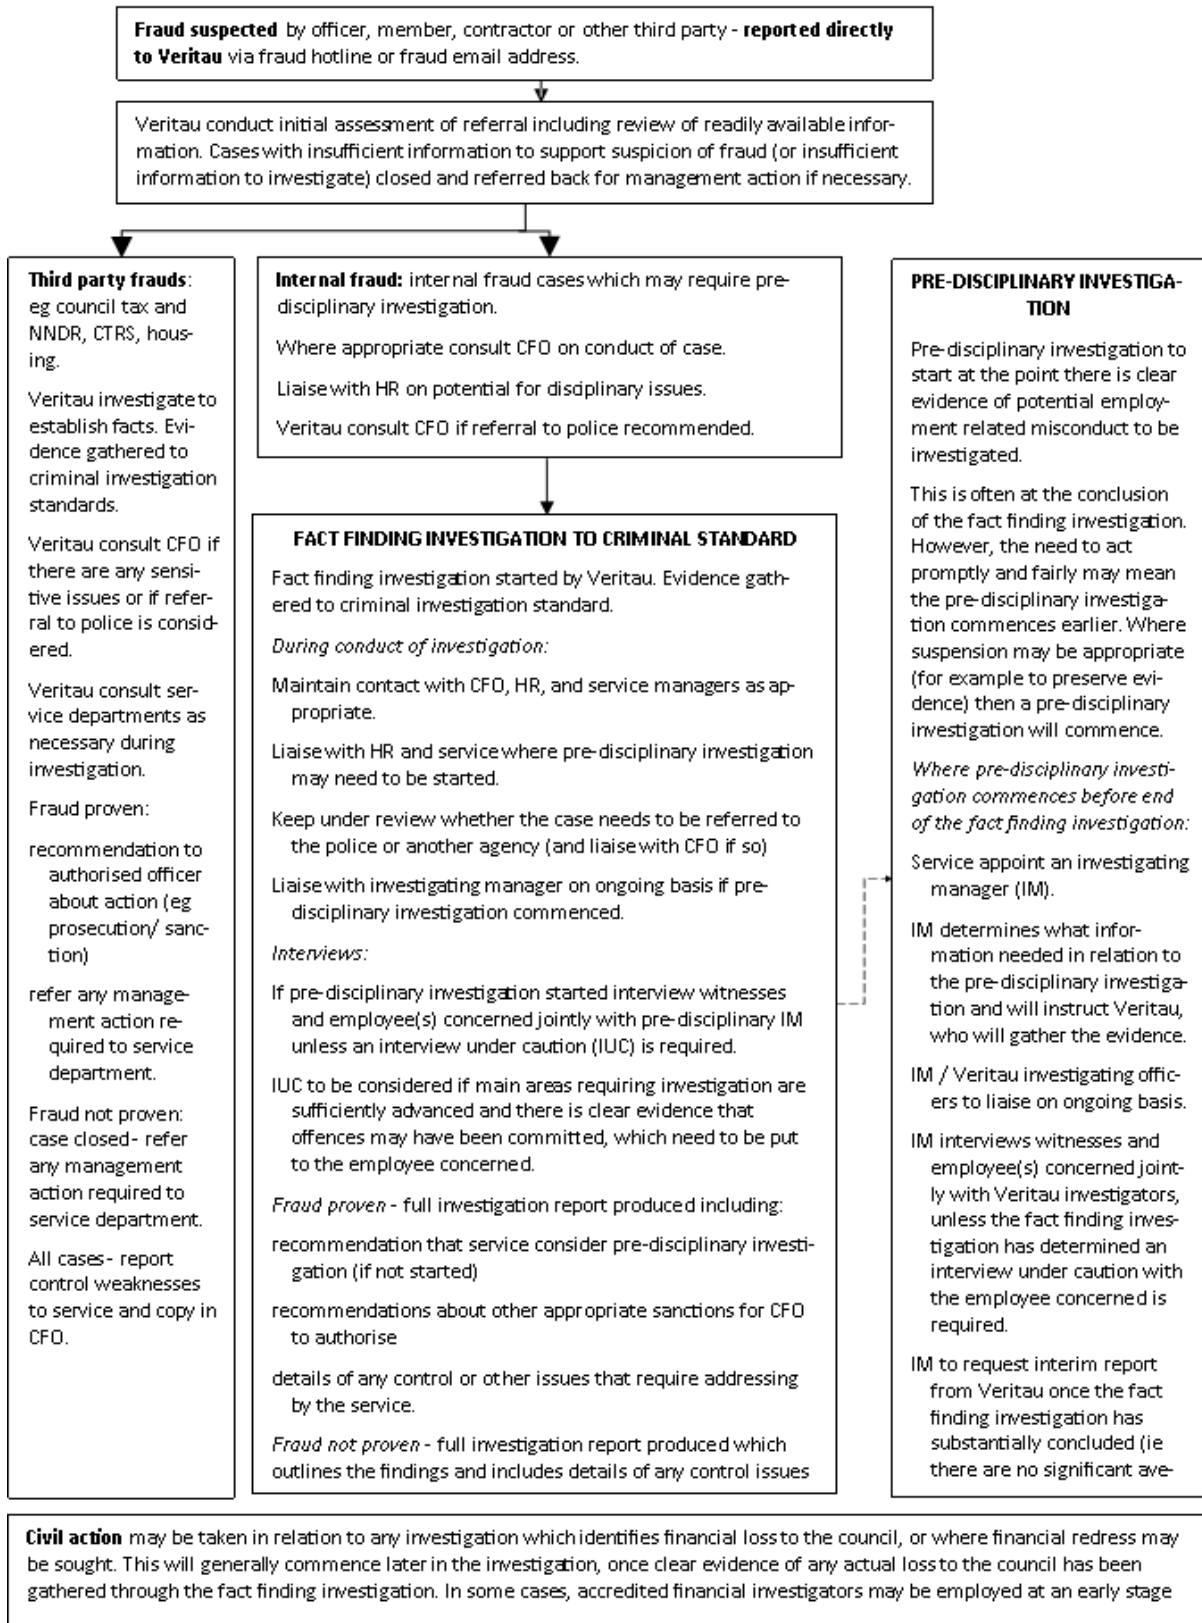 Fraud suspected by officer, member, contractor or other third party - reported directly
to Veritau via fraud hotline or fraud email address.
Veritau conduct initial assessment of referral including review of readily available infor-
mation. Cases with insufficient information to support suspicion of fraud (or insufficient
information to investigate) closed and referred back for management action if necessary.
Third party frauds:
eg council tax and
NNDR, CTRS, hous-
ing.
Veritau investigate to
establish facts. Evi-
dence gathered to
criminal investigation
standards.
Veritau consult CFO if
there are any sensi-
tive issues or if refer-
ral to police is consid-
ered.
Veritau consult ser-
vice departments as
necessary during
investigation.
Fraud proven:
recommendation to
authorised officer
about action (eg
prosecution/ sanc-
tion)
refer any manage-
ment action re-
quired to service
department.
Fraud not proven:
case closed - refer
any management
action required to
service department.
All cases - report
control weaknesses
to service and copy in
CFO.
Internal fraud: internal fraud cases which may require pre-
disciplinary investigation.
Where appropriate consult CFO on conduct of case.
Liaise with HR on potential for disciplinary issues.
Veritau consult CFO if referral to police recommended.
FACT FINDING INVESTIGATION TO CRIMINAL STANDARD
Fact finding investigation started by Veritau. Evidence gath-
ered to criminal investigation standard.
During conduct of investigation:
Maintain contact with CFO, HR, and service managers as ap-
propriate.
Liaise with HR and service where pre-disciplinary investigation
may need to be started.
Keep under review whether the case needs to be referred to
the police or another agency (and liaise with CFO if so)
Liaise with investigating manager on ongoing basis if pre-
disciplinary investigation commenced.
Interviews:
If pre-disciplinary investigation started interview witnesses
and employee(s) concerned jointly with pre-disciplinary IM
unless an interview under caution (IUC) is required.
IUC to be considered if main areas requiring investigation are
sufficiently advanced and there is clear evidence that
offences may have been committed, which need to be put
to the employee concerned.
Fraud proven - full investigation report produced including:
recommendation that service consider pre-disciplinary investi-
gation (if not started)
recommendations about other appropriate sanctions for CFO
to authorise
details of any control or other issues that require addressing
by the service.
Fraud not proven - full investigation report produced which
outlines the findings and includes details of any control issues
PRE-DISCIPLINARY INVESTIGA-
TION
Pre-disciplinary investigation to
start at the point there is clear
evidence of potential employ-
ment related misconduct to be
investigated.
This is often at the conclusion
of the fact finding investigation.
However, the need to act
promptly and fairly may mean
the pre-disciplinary investiga-
tion commences earlier. Where
suspension may be appropriate
(for example to preserve evi-
dence) then a pre-disciplinary
investigation will commence.
Where pre-disciplinary investi-
gation commences before end
of the fact finding investigation:
Service appoint an investigating
manager (IM).
IM determines what infor-
mation needed in relation to
the pre-disciplinary investiga-
tion and will instruct Veritau,
who will gather the evidence.
IM / Veritau investigating offic-
ers to liaise on ongoing basis.
IM interviews witnesses and
employee(s) concerned joint-
ly with Veritau investigators,
unless the fact finding inves-
tigation has determined an
interview under caution with
the employee concerned is
required.
IM to request interim report
from Veritau once the fact
finding investigation has
substantially concluded (ie
there are no significant ave-
Civil action may be taken in relation to any investigation which identifies financial loss to the council, or where financial redress may
be sought. This will generally commence later in the investigation, once clear evidence of any actual loss to the council has been
gathered through the fact finding investigation. In some cases, accredited financial investigators may be employed at an early stage